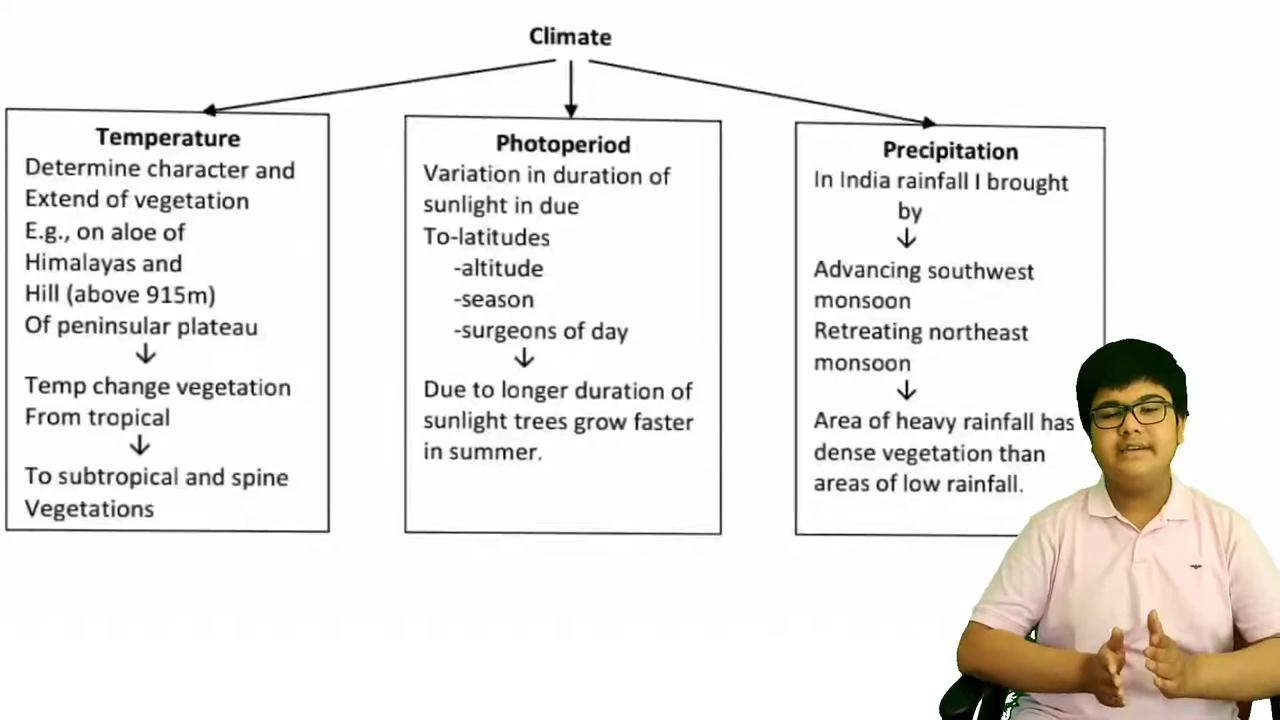 Climate
Temperature
Determine character and
Extend of vegetation
E.g., on aloe of
Himalayas and
Hill (above 915m)
Of peninsular plateau
↓
Temp change vegetation
From tropical
↓
To subtropical and spine
Vegetations
Photoperiod
Variation in duration of
sunlight in due
To-latitudes
-altitude
-season
-surgeons of day
↓
Due to longer duration of
sunlight trees grow faster
in summer.
Precipitation
In India rainfall I brought
by
↓
Advancing southwest
monsoon
Retreating northeast
monsoon
↓
Area of heavy rainfall has
dense vegetation than
areas of low rainfall.